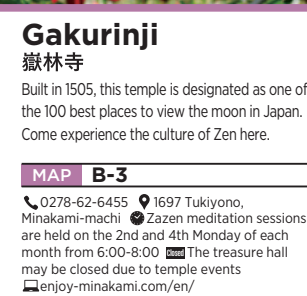 Gakurinji
嶽林寺
Built in 1505, this temple is designated as one of
the 100 best places to view the moon in Japan.
Come experience the culture of Zen here.
MAP B-3
0278-62-6455 1697 Tukiyono,
Minakami-machi Zazen meditation sessions
are held on the 2nd and 4th Monday of each
month from 6:00-8:00 Closed The treasure hall
may be closed due to temple events
enjoy-minakami.com/en/